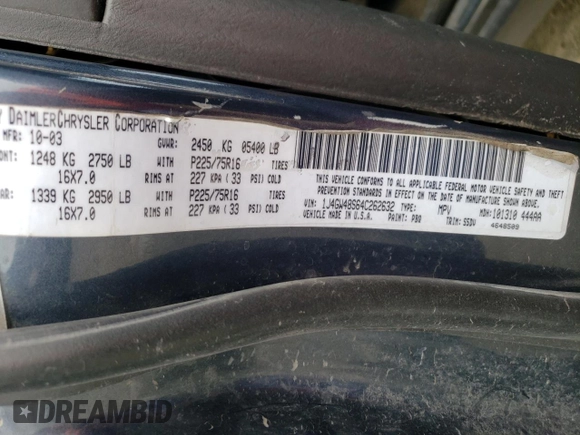 DAIMLERCHRYSLER CORPORATION
MFR: 10-03 GVWR: 2450 KG 05400 LB
1248 KG 2750 LB WITH P225/75R16 TIRES
16X7.0 RIMS AT 227 KPA ( 33 PSI) COLD
1339 KG 2950 LB WITH P225/75R16 TIRES
16X7.0 RIMS AT 227 KPA ( 33 PSI) COLD
THIS VEHICLE CONFORMS TO ALL APPLICABLE FEDERAL MOTOR VEHICLE SAFETY, BUMPER AND THEFT
PREVENTION STANDARDS IN EFFECT ON THE DATE OF MANUFACTURE SHOWN ABOVE.
VIN: 1J4GW48S64C262632 TYPE: MPV MDH: 101310 444AA
MADE IN U.S.A. PAINT: PBR TRIM: S5DV
4648509
DREAMBID